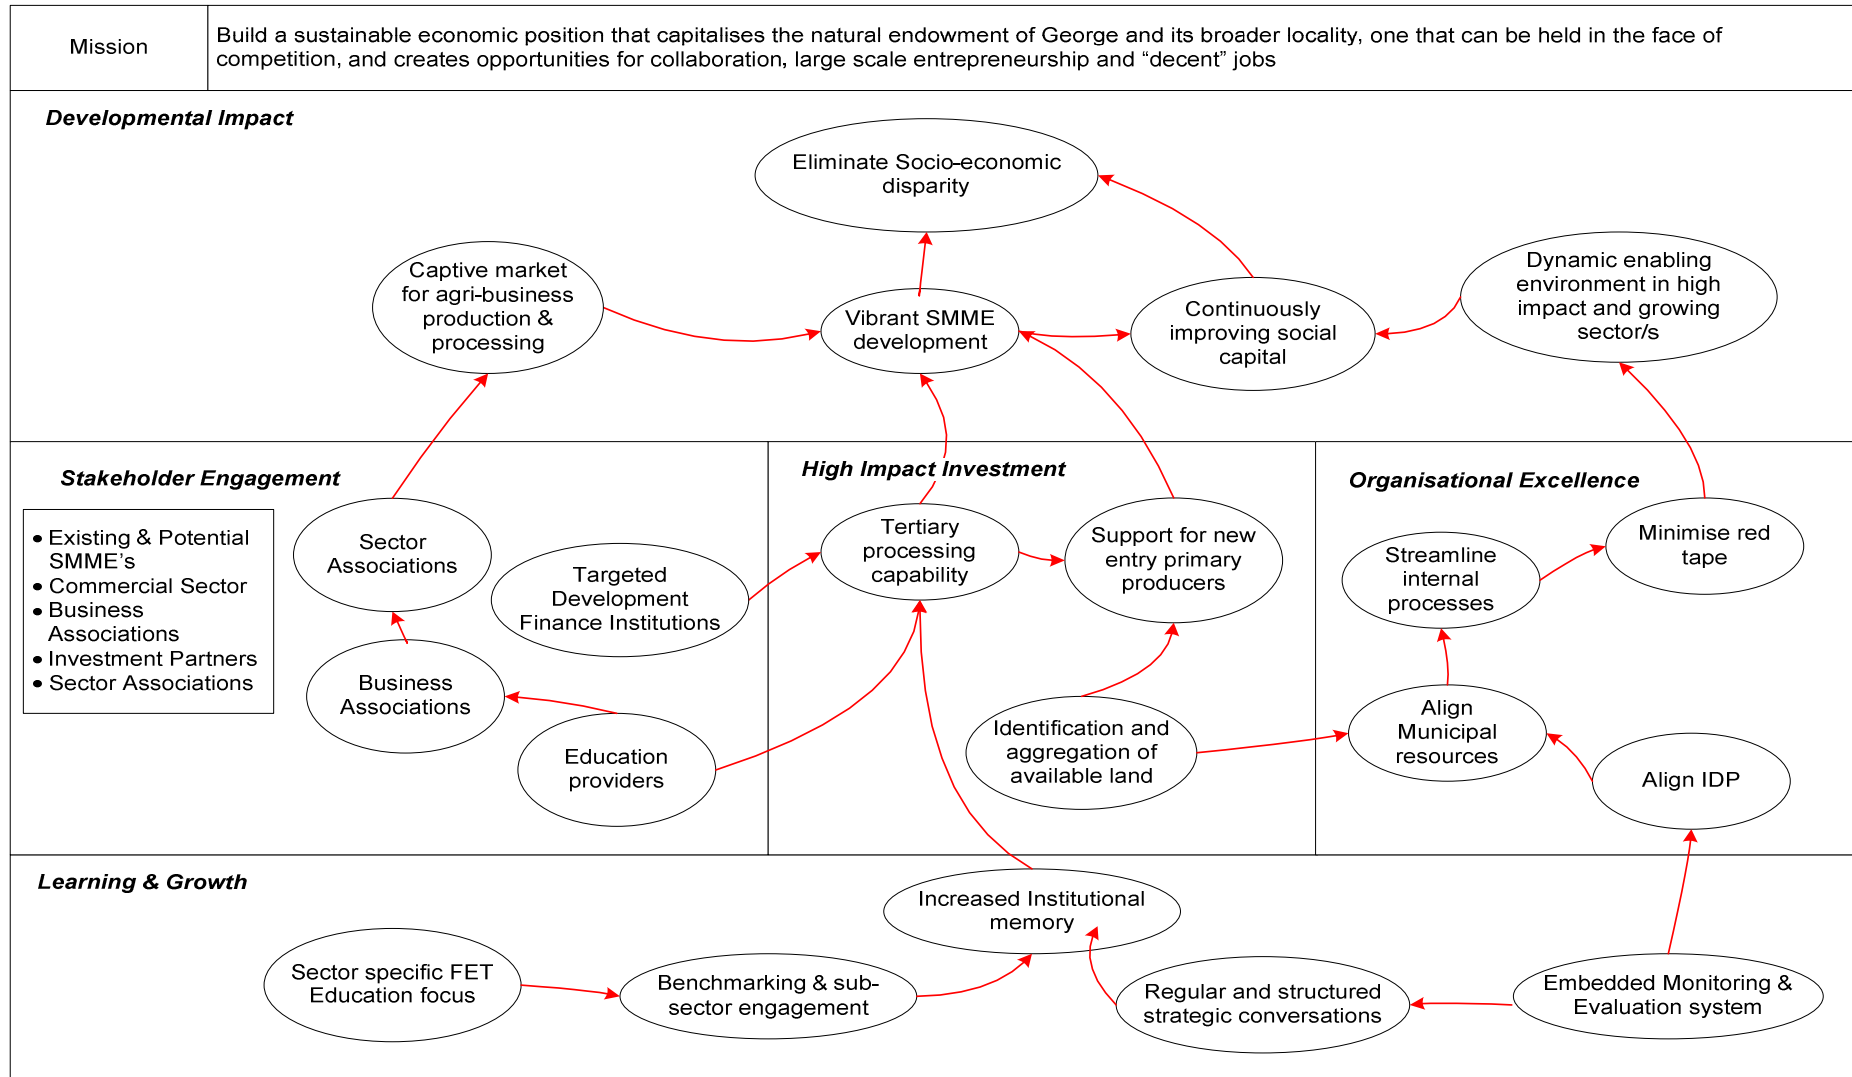 Mission
Build a sustainable economic position that capitalises the natural endowment of George and its broader locality, one that can be held in the face of
competition, and creates opportunities for collaboration, large scale entrepreneurship and “decent” jobs
Developmental Impact
Eliminate Socio-economic
disparity
Captive market
for agri-business
production &
processing
Vibrant SMME
development
Continuously
improving social
capital
Dynamic enabling
environment in high
impact and growing
sector/s
Stakeholder Engagement
• Existing & Potential
SMME’s
• Commercial Sector
• Business
Associations
• Investment Partners
• Sector Associations
Sector
Associations
Business
Associations
Targeted
Development
Finance Institutions
Education
providers
High Impact Investment
Tertiary
processing
capability
Support for new
entry primary
producers
Identification and
aggregation of
available land
Organisational Excellence
Streamline
internal
processes
Minimise red
tape
Align
Municipal
resources
Align IDP
Learning & Growth
Increased Institutional
memory
Sector specific FET
Education focus
Benchmarking & sub-
sector engagement
Regular and structured
strategic conversations
Embedded Monitoring &
Evaluation system